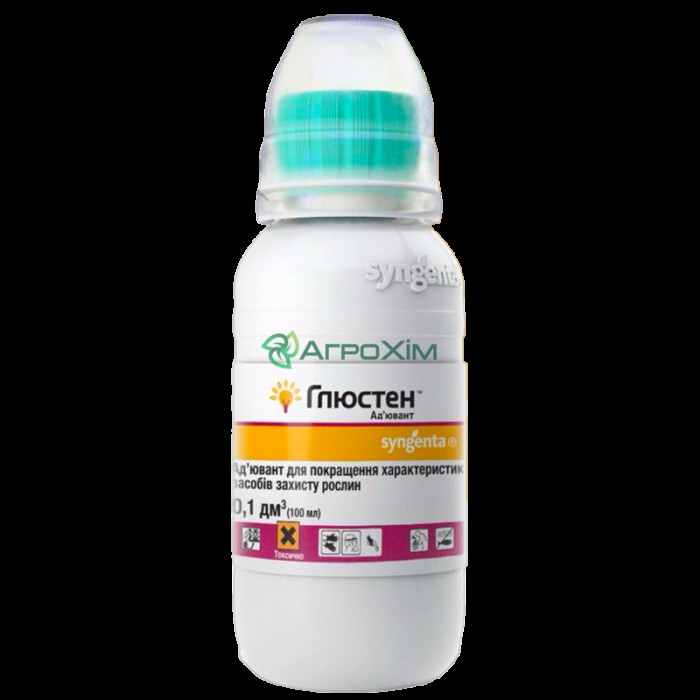 syngenta
АгроХім
Ґлюстен™
Ад'ювант
syngenta®
Ад'ювант для покращення характеристик
засобів захисту рослин
0,1 дм³ (100 мл)
Токсично